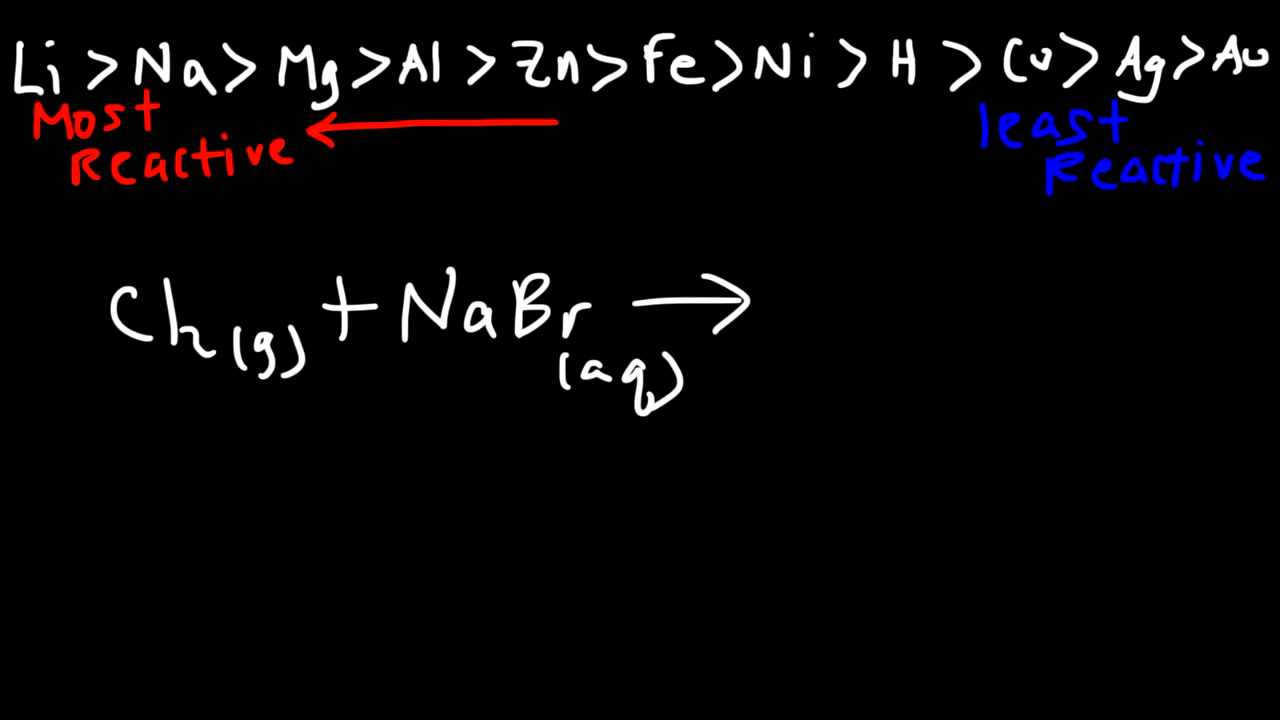 Li > Na > Mg > Al > Zn > Fe > Ni > H > Cu > Ag > Au
Most least
Reactive Reactive
Cl₂(g) + NaBr(aq) →